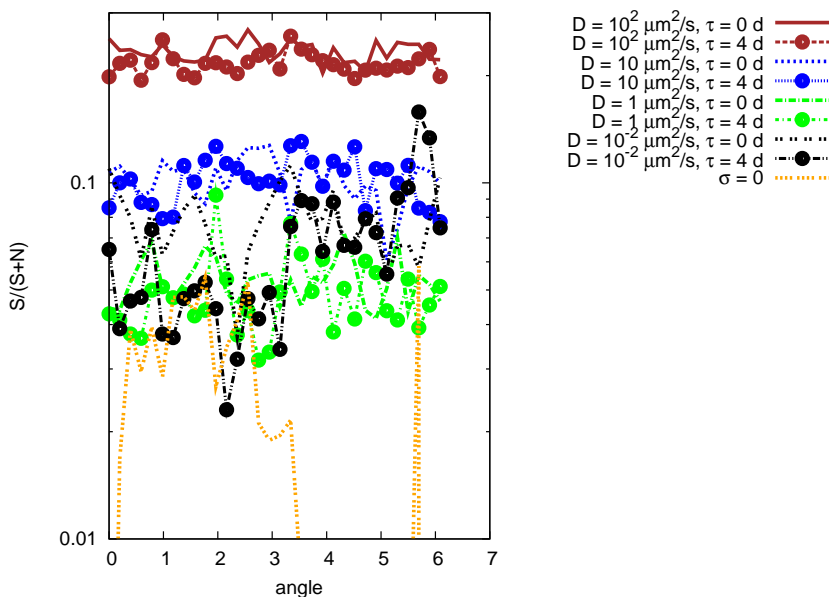 D = 10² μm²/s, τ = 0 d
D = 10² μm²/s, τ = 4 d
D = 10 μm²/s, τ = 0 d
D = 10 μm²/s, τ = 4 d
D = 1 μm²/s, τ = 0 d
D = 1 μm²/s, τ = 4 d
D = 10⁻² μm²/s, τ = 0 d
D = 10⁻² μm²/s, τ = 4 d
σ = 0
0.1
S/(S+N)
0.01
0 1 2 3 4 5 6 7
angle